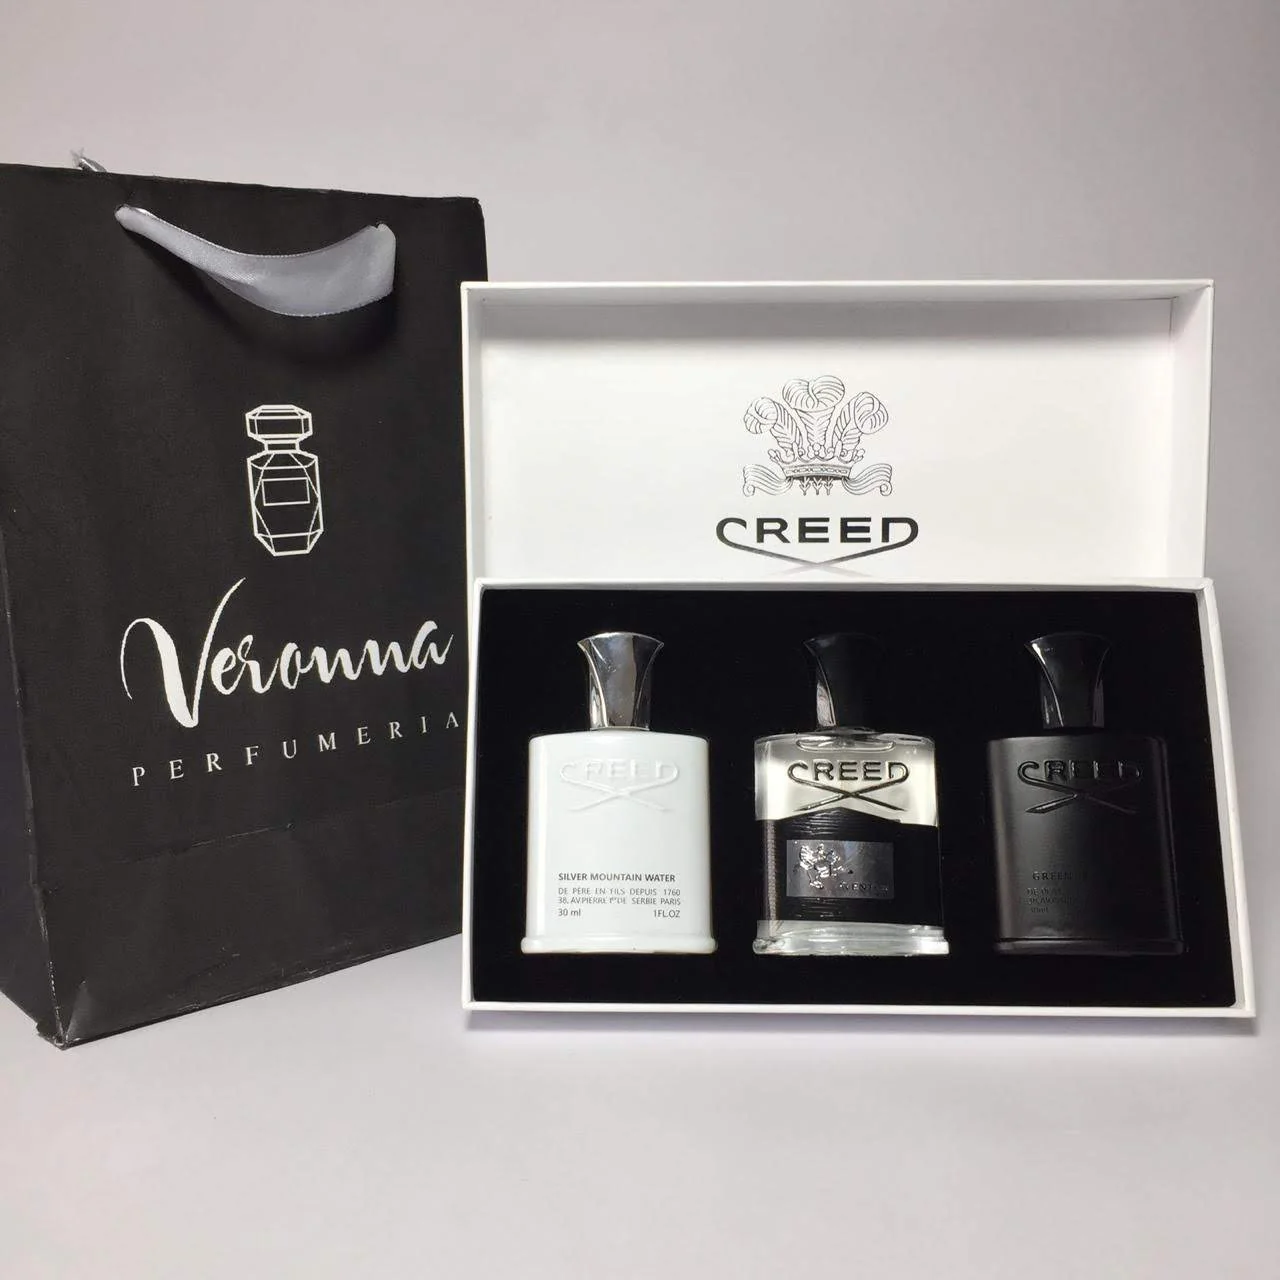 Veronna
PERFUMERIA
CREED
CREED
SILVER MOUNTAIN WATER
DE PÈRE EN FILS DEPUIS 1760
38, AV.PIERRE 1ER DE SERBIE PARIS
30 ml 1FL.OZ
CREED
CREED
GREEN